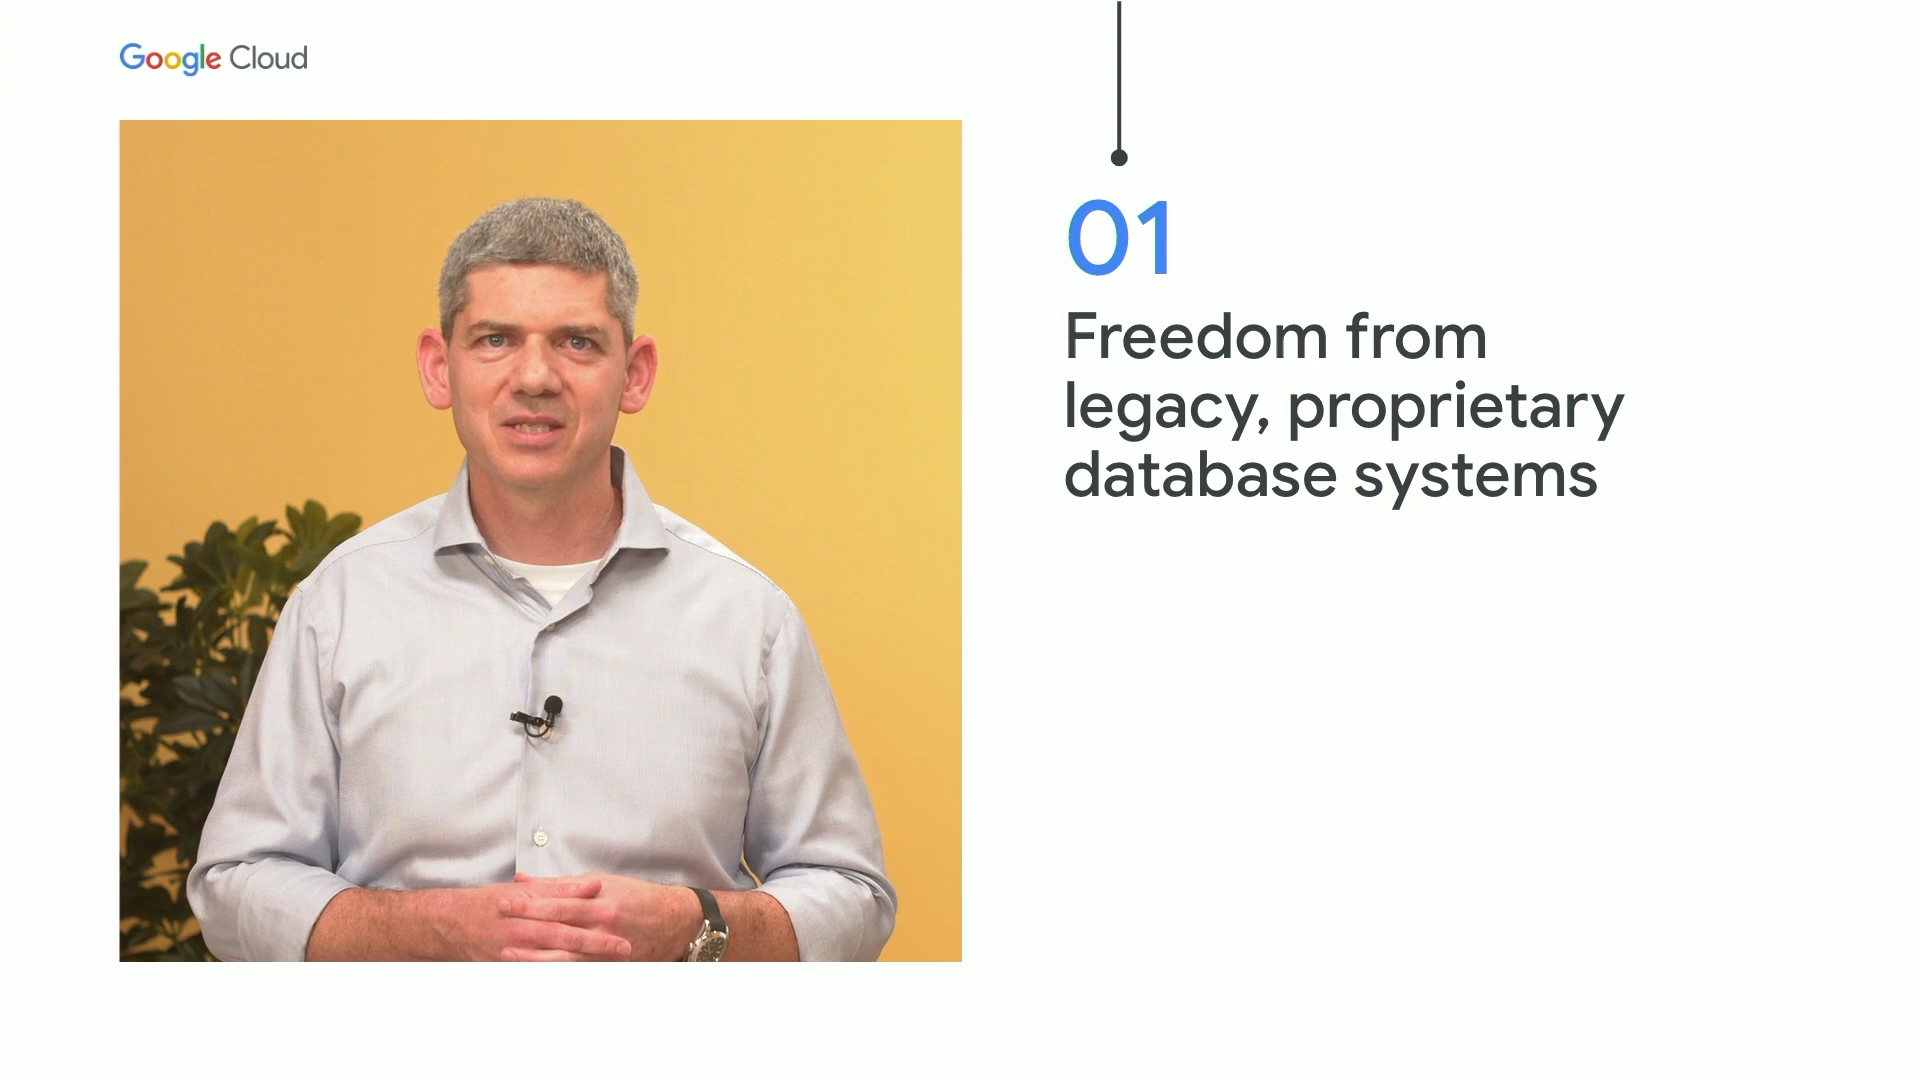 Google Cloud
01
Freedom from
legacy, proprietary
database systems